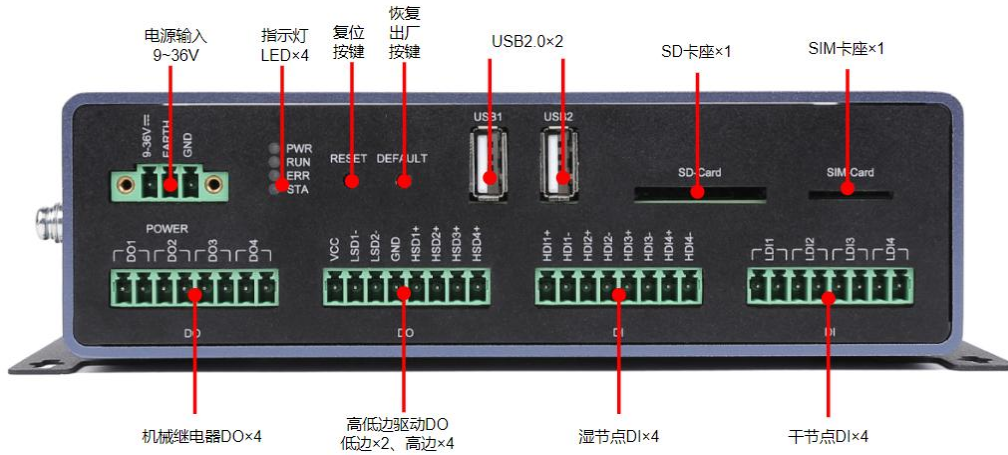 电源输入
9~36V
指示灯
LED×4
复位
按键
恢复
出厂
按键
USB2.0×2
SD卡座×1
SIM卡座×1
9-36V⎓
EARTH
GND
PWR
RUN
ERR
STA
RESET
DEFAULT
USB1
USB2
SD-Card
SIM-Card
POWER
DO1
DO2
DO3
DO4
VCC
LSD1-
LSD2-
GND
HSD1+
HSD2+
HSD3+
HSD4+
HDI1+
HDI1-
HDI2+
HDI2-
HDI3+
HDI3-
HDI4+
HDI4-
LDI1
LDI2
LDI3
LDI4
DO
DO
DI
DI
机械继电器DO×4
高低边驱动DO
低边×2、高边×4
湿节点DI×4
干节点DI×4